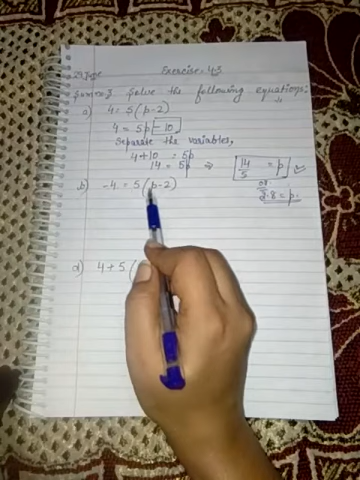 Exercise 4.3
Solve the following equations:
a) 4 = 5(p-2)
4 = 5p - 10
Separate the variables,
4+10 = 5p
14 = 5p ⇒ 14/5 = p
or
2.8 = p.
b) -4 = 5(p-2)
d) 4 + 5(